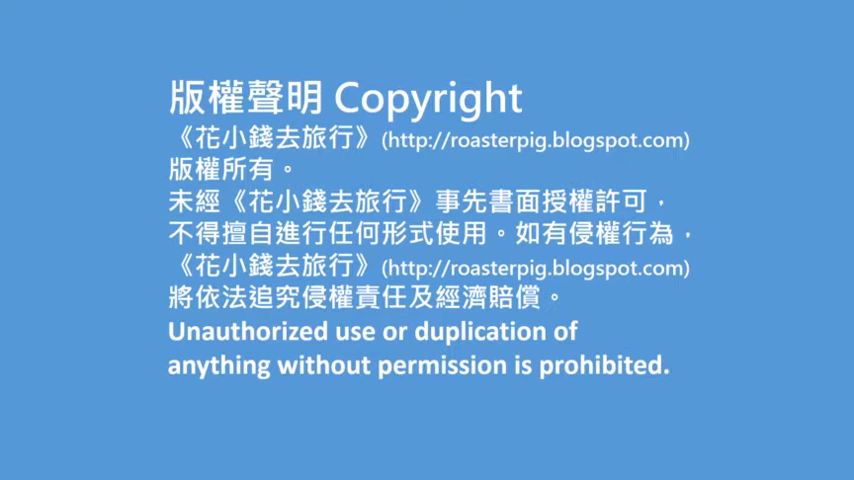 版權聲明 Copyright
《花小錢去旅行》(http://roasterpig.blogspot.com)
版權所有。
未經《花小錢去旅行》事先書面授權許可，
不得擅自進行任何形式使用。如有侵權行為，
《花小錢去旅行》(http://roasterpig.blogspot.com)
將依法追究侵權責任及經濟賠償。
Unauthorized use or duplication of
anything without permission is prohibited.